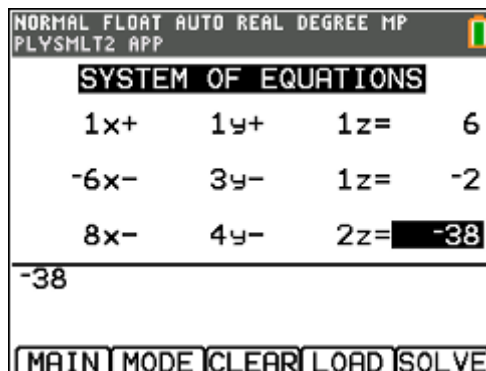 NORMAL FLOAT AUTO REAL DEGREE MP
PLYSMLT2 APP
SYSTEM OF EQUATIONS
1x+ 1y+ 1z= 6
⁻6x− 3y− 1z= ⁻2
8x− 4y− 2z= ⁻38
⁻38
MAIN MODE CLEAR LOAD SOLVE